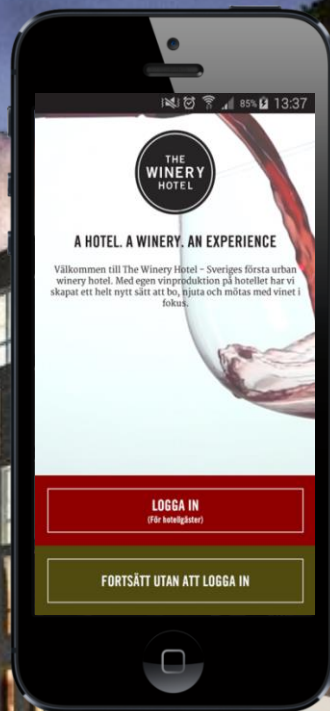 85% 13:37
THE
WINERY
HOTEL
A HOTEL. A WINERY. AN EXPERIENCE
Välkommen till The Winery Hotel – Sveriges första urban
winery hotel. Med egen vinproduktion på hotellet har vi
skapat ett helt nytt sätt att bo, njuta och mötas med vinet i
fokus.
LOGGA IN
(För hotellgäster)
FORTSÄTT UTAN ATT LOGGA IN